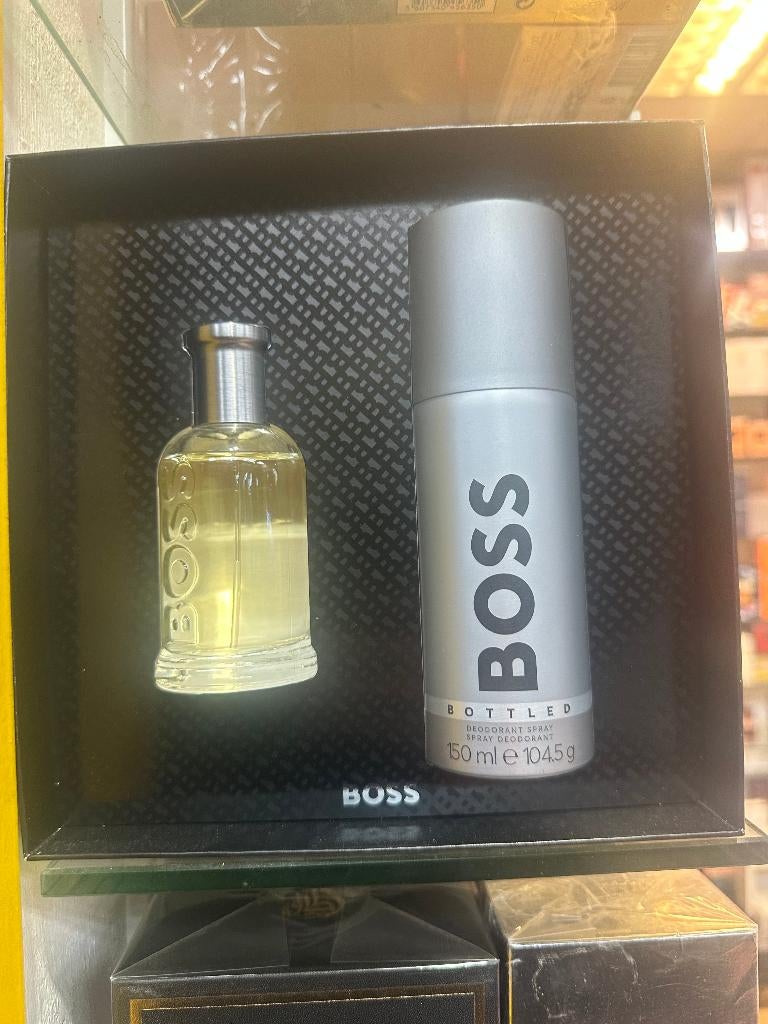 BOSS
BOSS
BOTTLED
DEODORANT SPRAY
SPRAY DEODORANT
150 ml e 104.5 g
BOSS